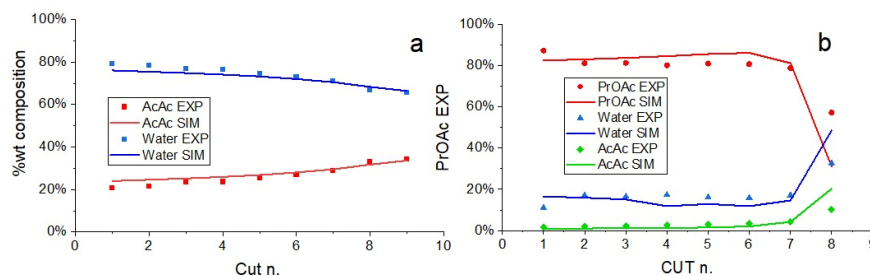 a
100%
80%
60%
40%
20%
0%
%wt composition
AcAc EXP
AcAc SIM
Water EXP
Water SIM
0 2 4 6 8 10
Cut n.
b
100%
80%
60%
40%
20%
0%
PrOAc EXP
PrOAc EXP
PrOAc SIM
Water EXP
Water SIM
AcAc EXP
AcAc SIM
0 1 2 3 4 5 6 7 8 9
CUT n.